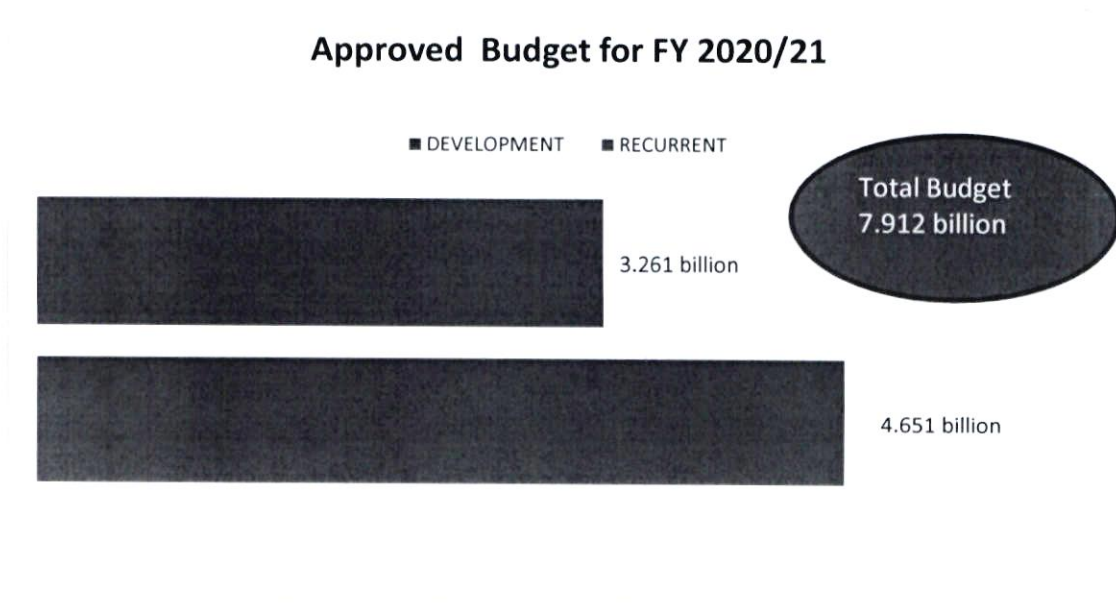 Approved Budget for FY 2020/21
DEVELOPMENT RECURRENT
Total Budget
7.912 billion
3.261 billion
4.651 billion